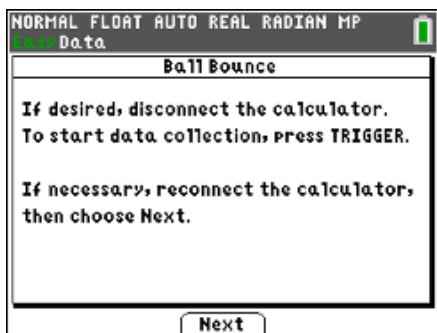 NORMAL FLOAT AUTO REAL RADIAN MP
EasyData
Ball Bounce
If desired, disconnect the calculator.
To start data collection, press TRIGGER.
If necessary, reconnect the calculator,
then choose Next.
Next